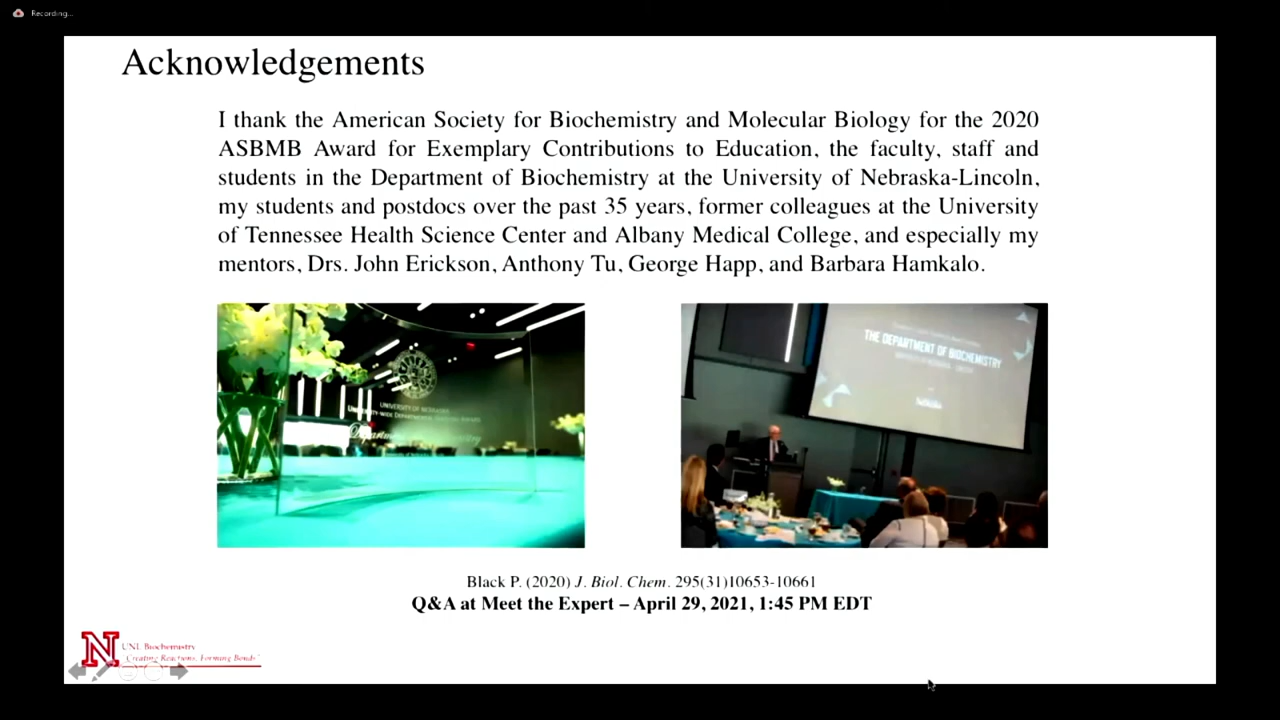 Recording...
Acknowledgements
I thank the American Society for Biochemistry and Molecular Biology for the 2020
ASBMB Award for Exemplary Contributions to Education, the faculty, staff and
students in the Department of Biochemistry at the University of Nebraska-Lincoln,
my students and postdocs over the past 35 years, former colleagues at the University
of Tennessee Health Science Center and Albany Medical College, and especially my
mentors, Drs. John Erickson, Anthony Tu, George Happ, and Barbara Hamkalo.
UNIVERSITY OF NEBRASKA
THE DEPARTMENT OF BIOCHEMISTRY
Black P. (2020) J. Biol. Chem. 295(31)10653-10661
Q&A at Meet the Expert – April 29, 2021, 1:45 PM EDT
N
UNL Biochemistry
"Creating Reactions, Forming Bonds"